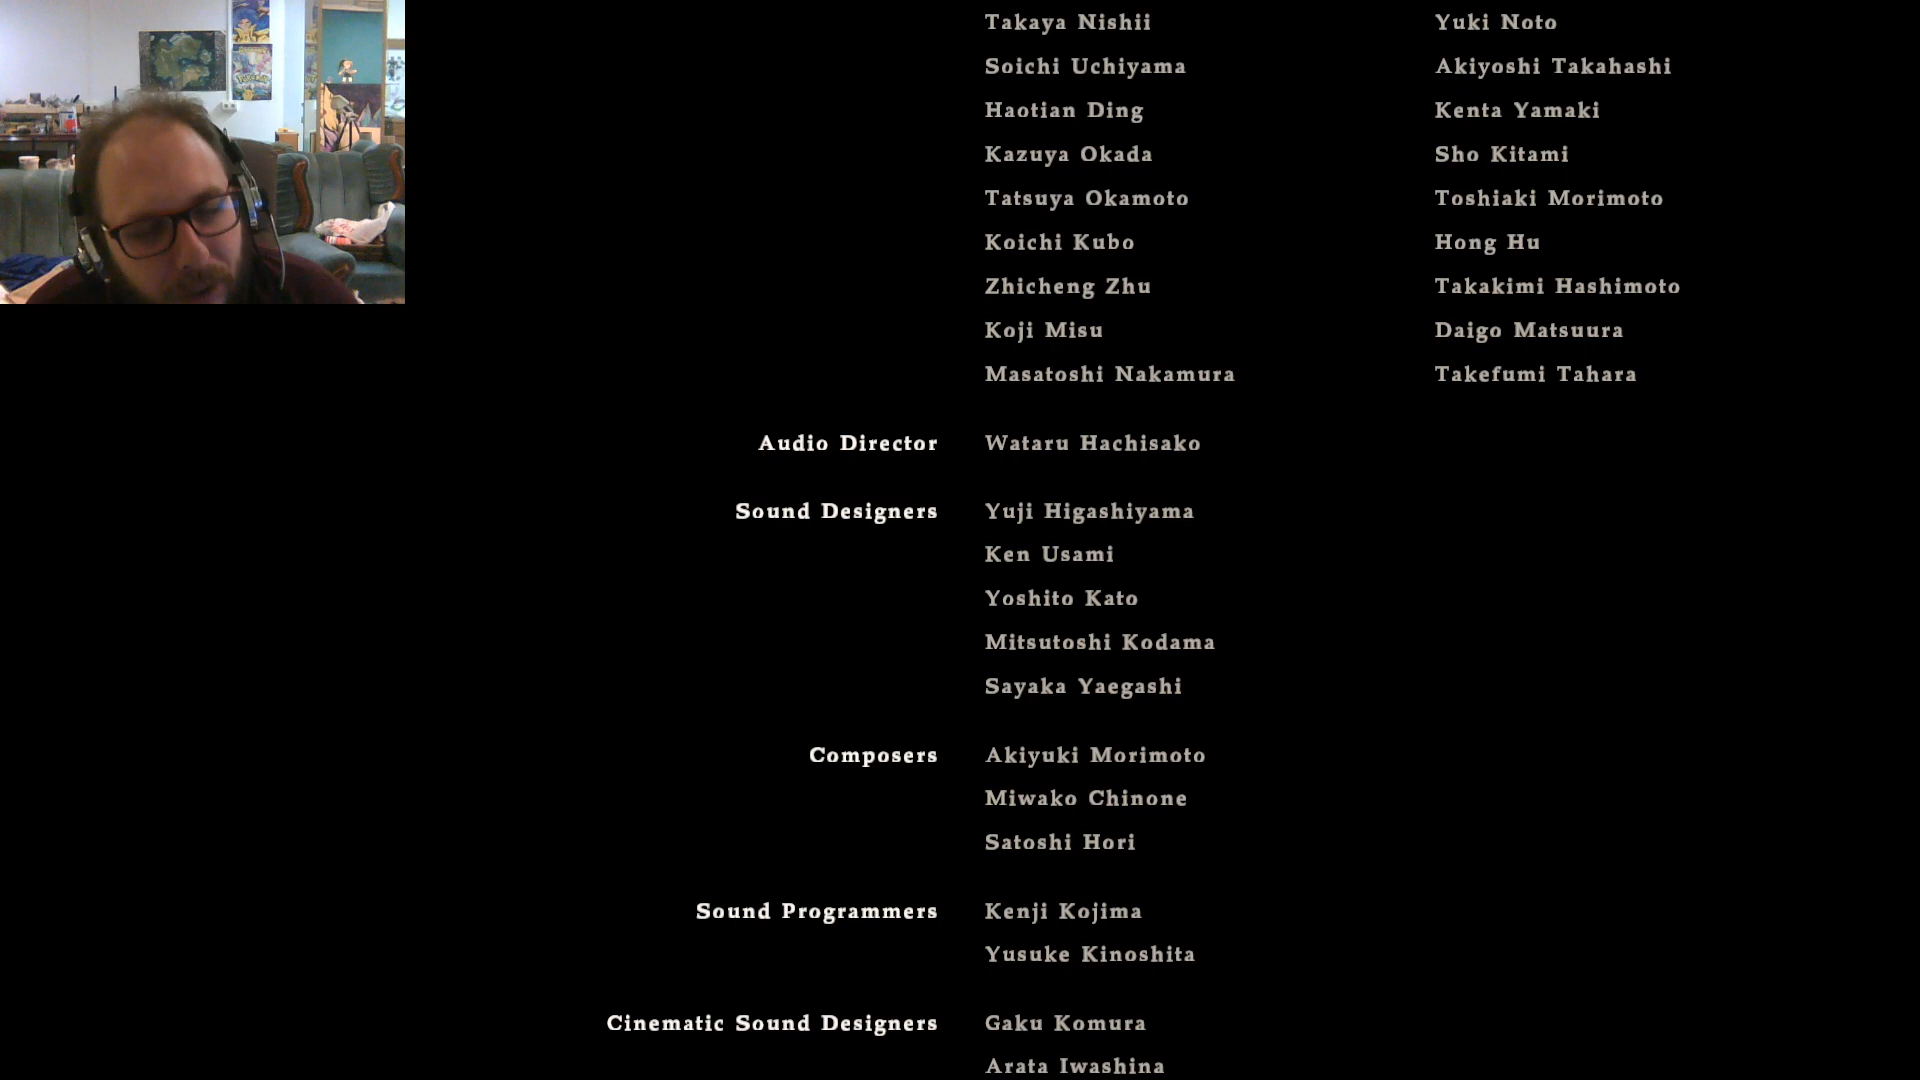 Takaya Nishii Yuki Noto
Soichi Uchiyama Akiyoshi Takahashi
Haotian Ding Kenta Yamaki
Kazuya Okada Sho Kitami
Tatsuya Okamoto Toshiaki Morimoto
Koichi Kubo Hong Hu
Zhicheng Zhu Takakimi Hashimoto
Koji Misu Daigo Matsuura
Masatoshi Nakamura Takefumi Tahara
Audio Director Wataru Hachisako
Sound Designers Yuji Higashiyama
Ken Usami
Yoshito Kato
Mitsutoshi Kodama
Sayaka Yaegashi
Composers Akiyuki Morimoto
Miwako Chinone
Satoshi Hori
Sound Programmers Kenji Kojima
Yusuke Kinoshita
Cinematic Sound Designers Gaku Komura
Arata Iwashina